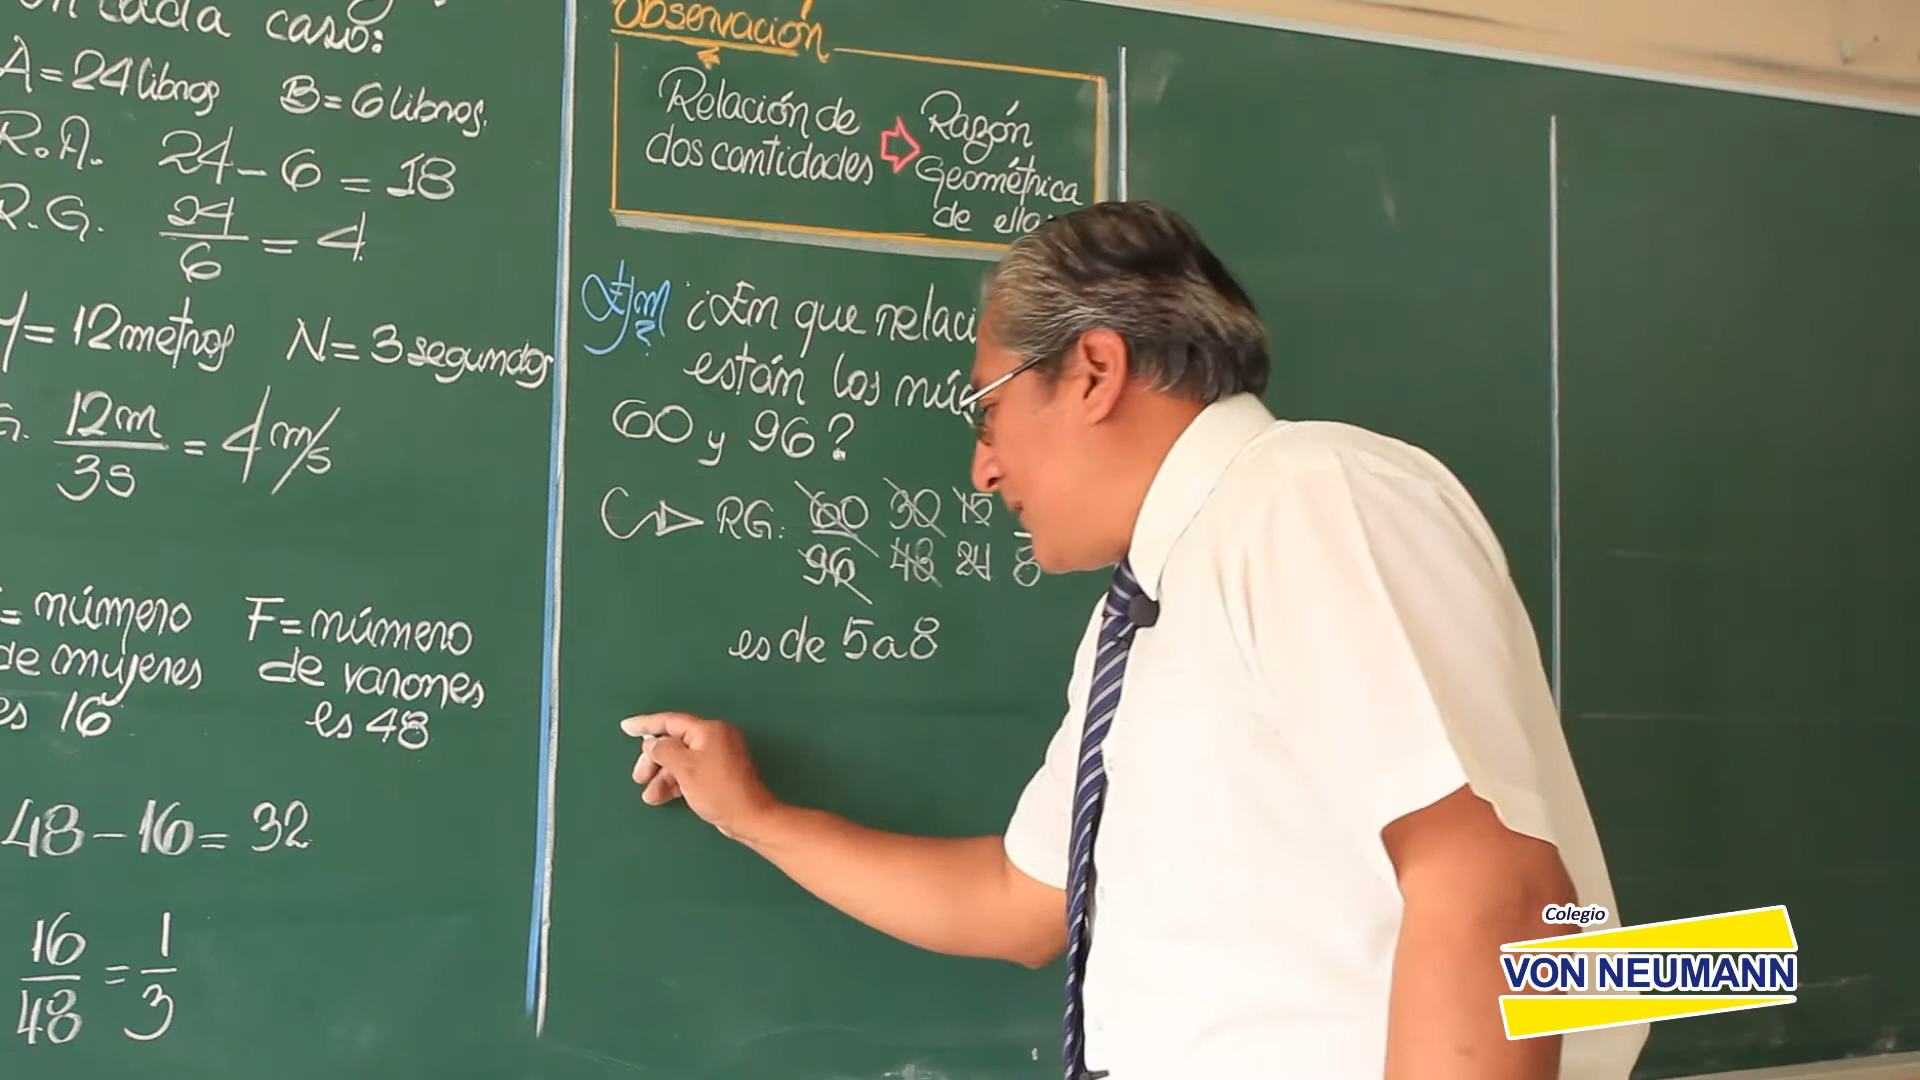 cada caso:
A=24 libros B=6 libros.
R.A. 24-6=18
R.G. 24/6 = 4
=12 metros N=3 segundos
12m/3s = 4 m/s
=número
de mujeres
es 16
F=número
de varones
es 48
48-16=32
16/48 = 1/3
Observación
Relación de
dos cantidades
Razón
Geométrica
de ella
Ejm
¿En que relaci
están los nú
60 y 96?
RG: 60/96 30/48 15/24 8
es de 5 a 8
Colegio
VON NEUMANN